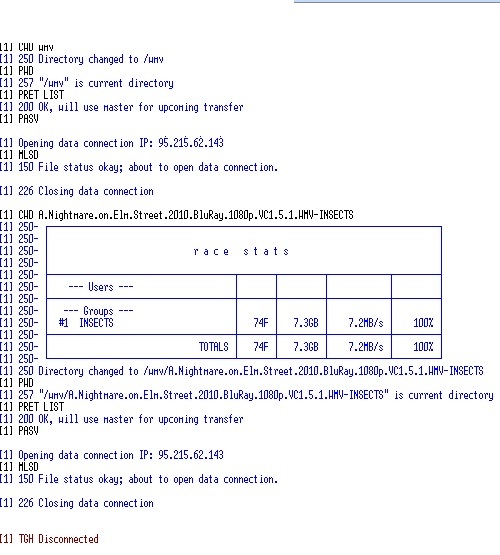 [1] CWD wmv
[1] 250 Directory changed to /wmv
[1] PWD
[1] 257 "/wmv" is current directory
[1] PRET LIST
[1] 200 OK, will use master for upcoming transfer
[1] PASV
[1] Opening data connection IP: 95.215.62.143
[1] MLSD
[1] 150 File status okay; about to open data connection.
[1] 226 Closing data connection
[1] CWD A.Nightmare.on.Elm.Street.2010.BluRay.1080p.VC1.5.1.WMV-INSECTS
[1] 250-
[1] 250-
[1] 250- race stats
[1] 250-
[1] 250-
[1] 250- --- Users ---
[1] 250-
[1] 250- --- Groups ---
[1] 250- #1 INSECTS 74F 7.3GB 7.2MB/s 100%
[1] 250-
[1] 250- TOTALS 74F 7.3GB 7.2MB/s 100%
[1] 250-
[1] 250 Directory changed to /wmv/A.Nightmare.on.Elm.Street.2010.BluRay.1080p.VC1.5.1.WMV-INSECTS
[1] PWD
[1] 257 "/wmv/A.Nightmare.on.Elm.Street.2010.BluRay.1080p.VC1.5.1.WMV-INSECTS" is current directory
[1] PRET LIST
[1] 200 OK, will use master for upcoming transfer
[1] PASV
[1] Opening data connection IP: 95.215.62.143
[1] MLSD
[1] 150 File status okay; about to open data connection.
[1] 226 Closing data connection
[1] TGH Disconnected